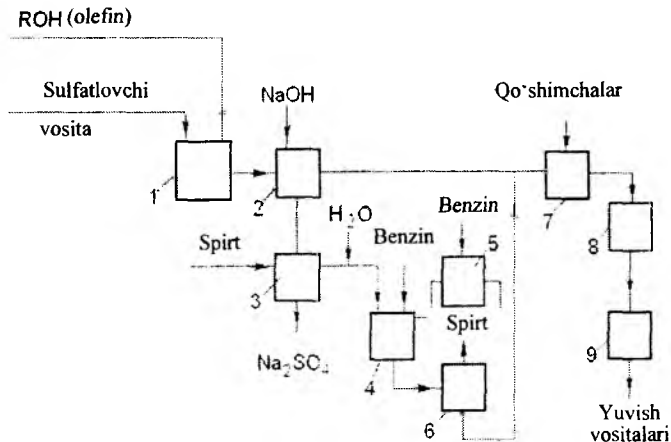 ROH (olefin)
Sulfatlovchi
vosita
NaOH
Qo'shimchalar
1
2
7
8
H2O
Benzin
Benzin
Spirt
5
3
Spirt
Na2SO4
4
6
9
Yuvish
vositalari